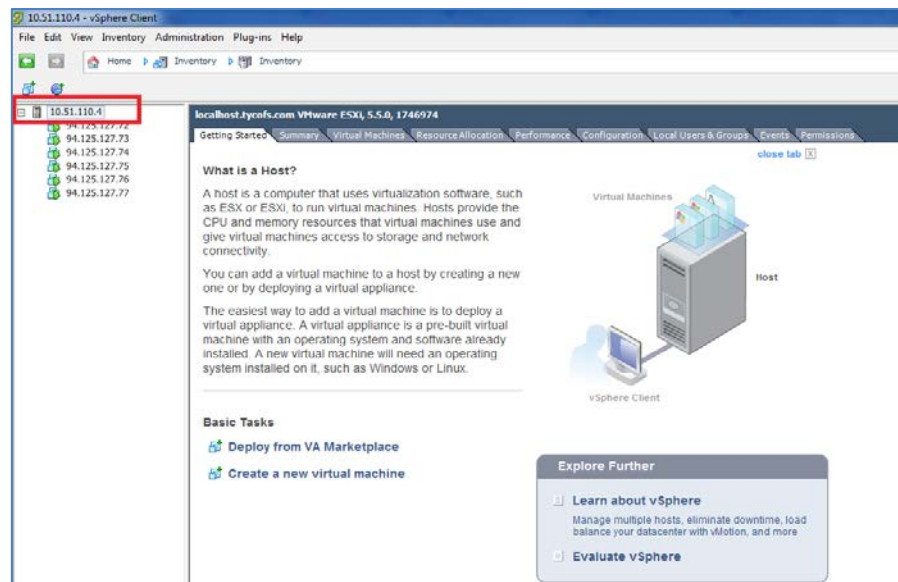 10.51.110.4 - vSphere Client
File Edit View Inventory Administration Plug-ins Help
Home Inventory Inventory
10.51.110.4
94.125.127.72
94.125.127.73
94.125.127.74
94.125.127.75
94.125.127.76
94.125.127.77
localhost.tycofs.com VMware ESXi, 5.5.0, 1746974
Getting Started Summary Virtual Machines Resource Allocation Performance Configuration Local Users & Groups Events Permissions
close tab X
What is a Host?
A host is a computer that uses virtualization software, such
as ESX or ESXi, to run virtual machines. Hosts provide the
CPU and memory resources that virtual machines use and
give virtual machines access to storage and network
connectivity.
You can add a virtual machine to a host by creating a new
one or by deploying a virtual appliance.
The easiest way to add a virtual machine is to deploy a
virtual appliance. A virtual appliance is a pre-built virtual
machine with an operating system and software already
installed. A new virtual machine will need an operating
system installed on it, such as Windows or Linux.
Virtual Machines
Host
vSphere Client
Basic Tasks
Deploy from VA Marketplace
Create a new virtual machine
Explore Further
Learn about vSphere
Manage multiple hosts, eliminate downtime, load
balance your datacenter with vMotion, and more
Evaluate vSphere